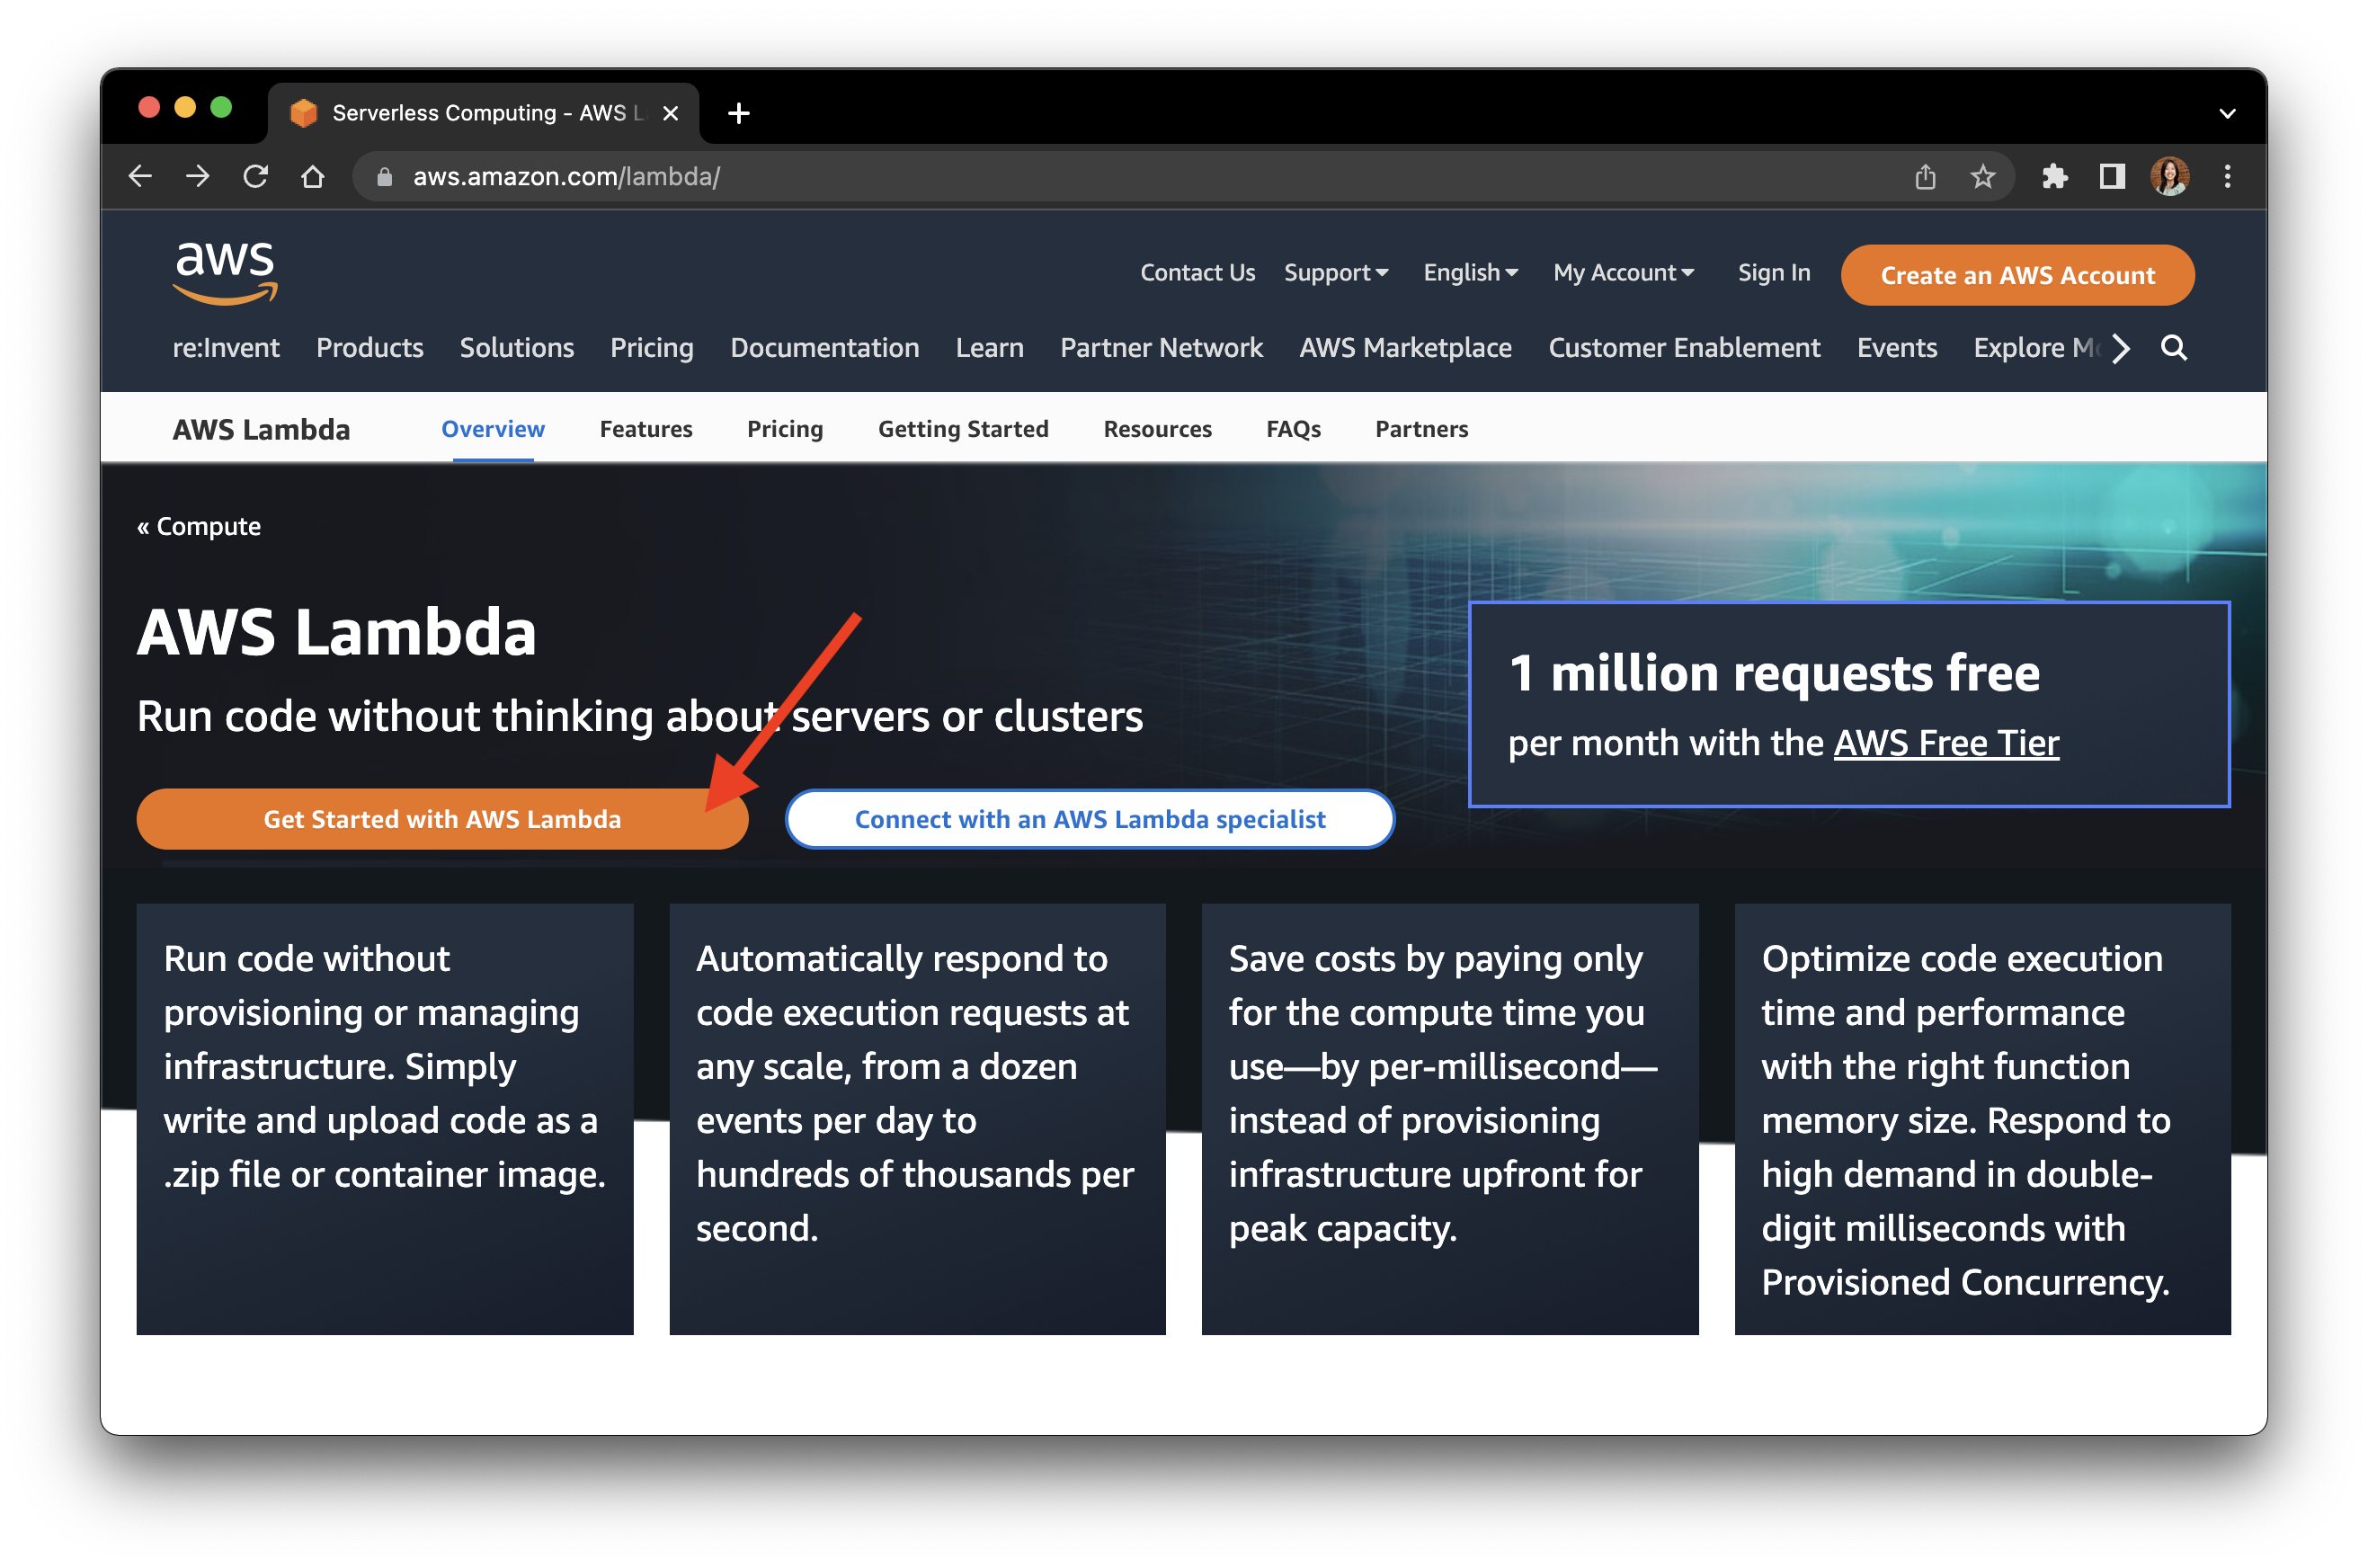 Serverless Computing - AWS L
aws.amazon.com/lambda/
aws
Contact Us Support English My Account Sign In Create an AWS Account
re:Invent Products Solutions Pricing Documentation Learn Partner Network AWS Marketplace Customer Enablement Events Explore Mo
AWS Lambda Overview Features Pricing Getting Started Resources FAQs Partners
« Compute
AWS Lambda
Run code without thinking about servers or clusters
Get Started with AWS Lambda
Connect with an AWS Lambda specialist
1 million requests free
per month with the AWS Free Tier
Run code without
provisioning or managing
infrastructure. Simply
write and upload code as a
.zip file or container image.
Automatically respond to
code execution requests at
any scale, from a dozen
events per day to
hundreds of thousands per
second.
Save costs by paying only
for the compute time you
use—by per-millisecond—
instead of provisioning
infrastructure upfront for
peak capacity.
Optimize code execution
time and performance
with the right function
memory size. Respond to
high demand in double-
digit milliseconds with
Provisioned Concurrency.